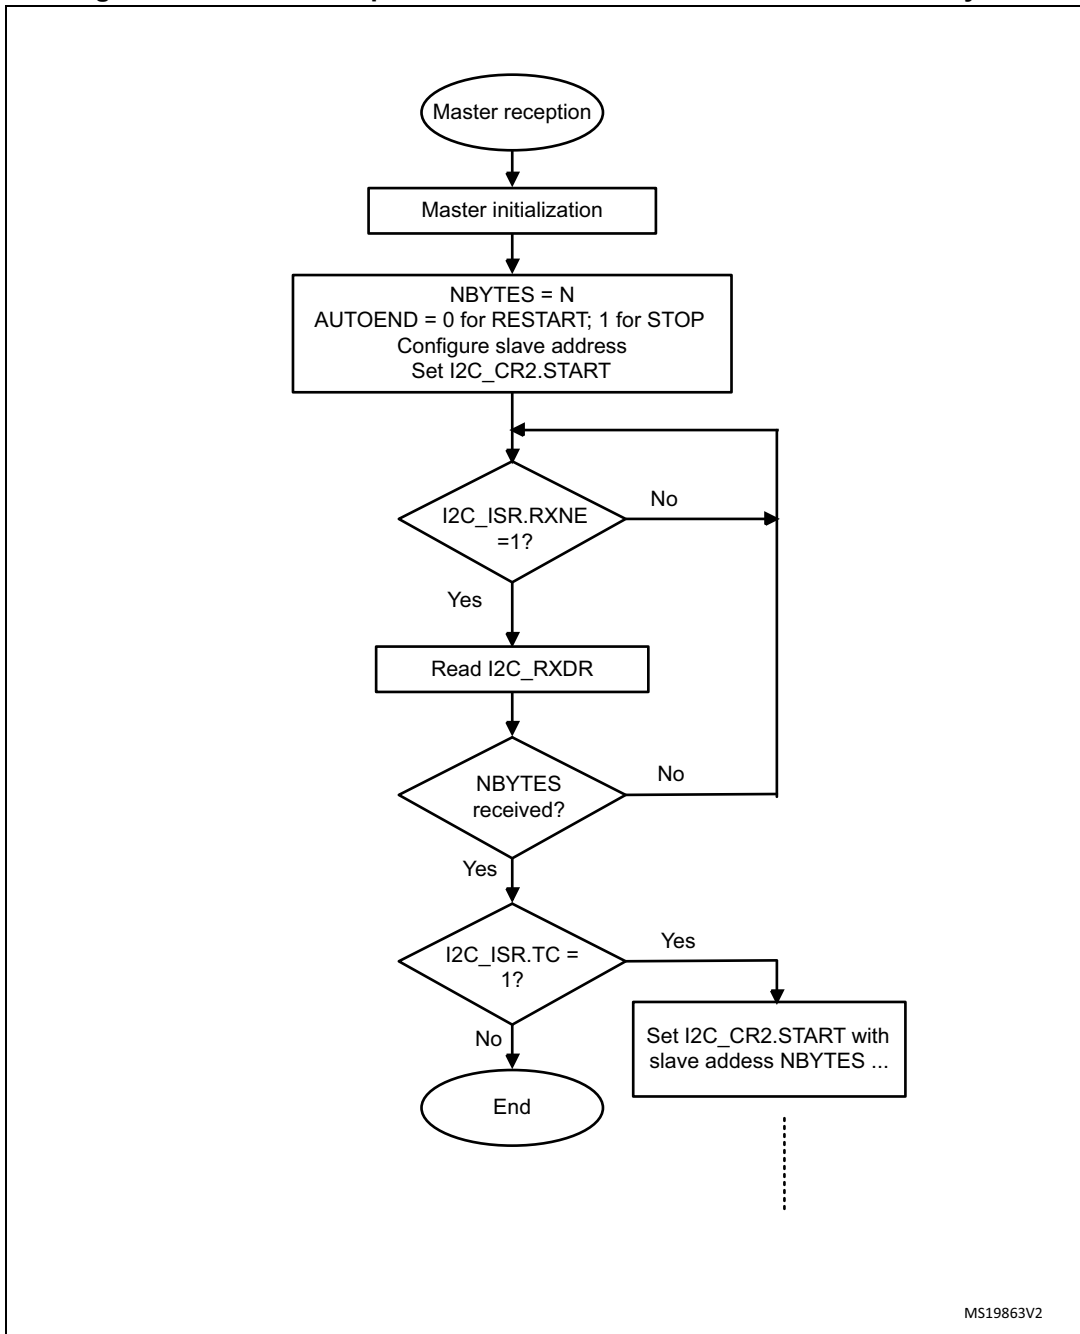 Master reception
Master initialization
NBYTES = N
AUTOEND = 0 for RESTART; 1 for STOP
Configure slave address
Set I2C_CR2.START
I2C_ISR.RXNE
=1?
No
Yes
Read I2C_RXDR
NBYTES
received?
No
Yes
I2C_ISR.TC =
1?
Yes
No
Set I2C_CR2.START with
slave addess NBYTES ...
End
MS19863V2